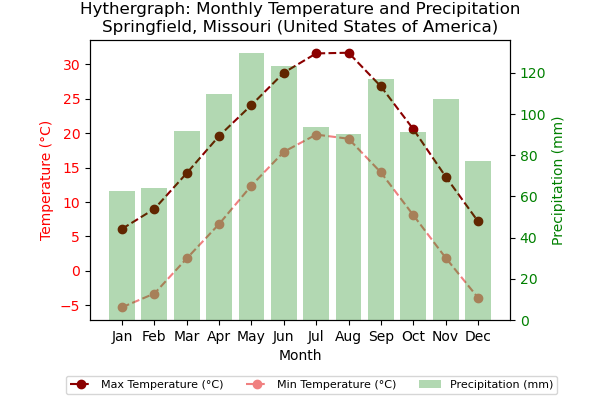 Hythergraph: Monthly Temperature and Precipitation
Springfield, Missouri (United States of America)
Temperature (°C)
30
25
20
15
10
5
0
−5
120
100
80
60
40
20
0
Precipitation (mm)
Jan Feb Mar Apr May Jun Jul Aug Sep Oct Nov Dec
Month
Max Temperature (°C) Min Temperature (°C) Precipitation (mm)